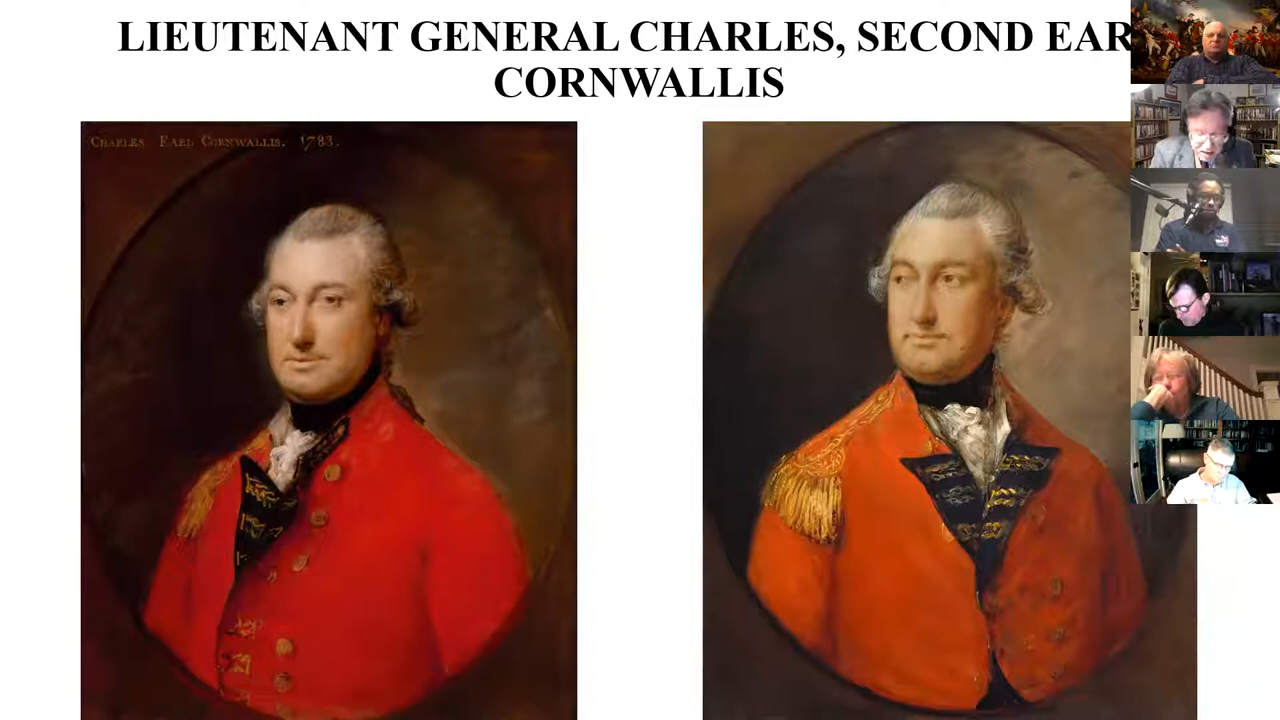 LIEUTENANT GENERAL CHARLES, SECOND EAR
CORNWALLIS
CHARLES EARL CORNWALLIS. 1783.